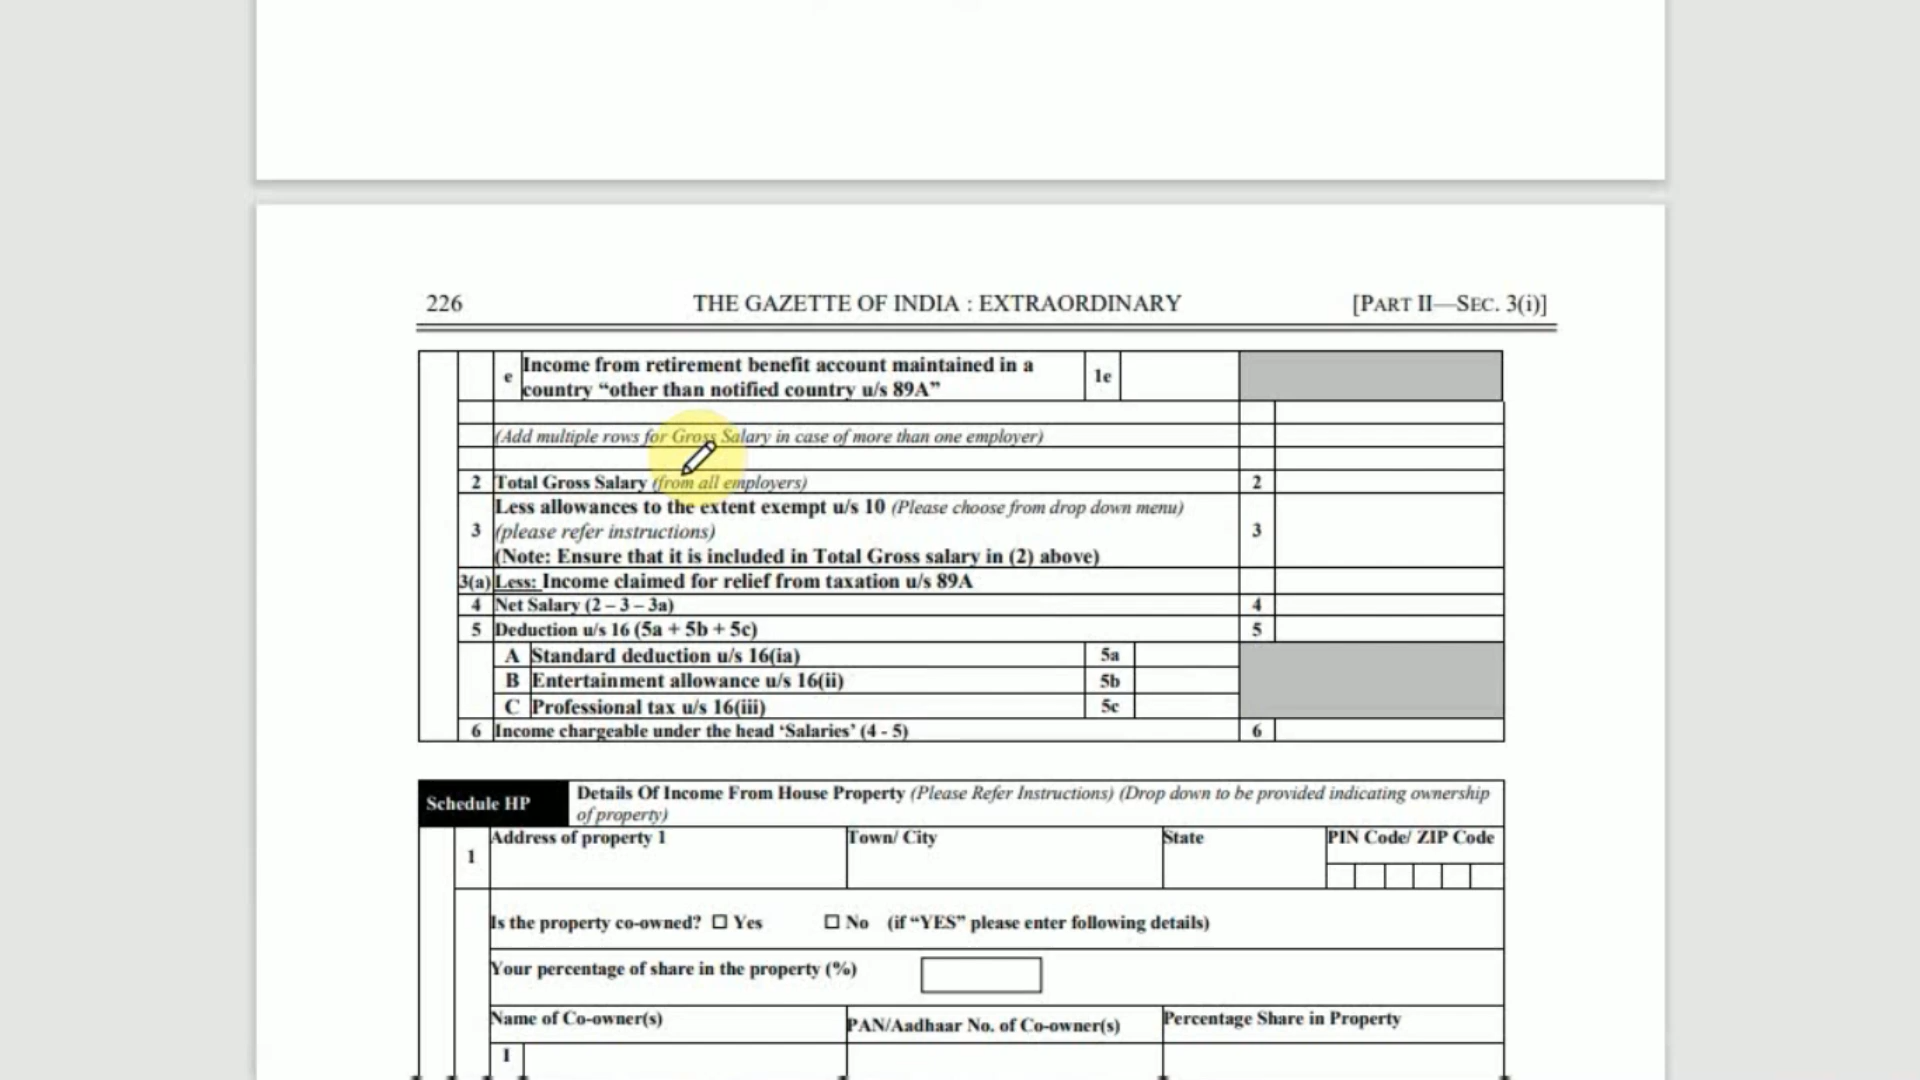 226 THE GAZETTE OF INDIA : EXTRAORDINARY [PART II—SEC. 3(i)]
e Income from retirement benefit account maintained in a 1e
country “other than notified country u/s 89A”
(Add multiple rows for Gross Salary in case of more than one employer)
2 Total Gross Salary (from all employers) 2
Less allowances to the extent exempt u/s 10 (Please choose from drop down menu)
3 (please refer instructions) 3
(Note: Ensure that it is included in Total Gross salary in (2) above)
3(a) Less: Income claimed for relief from taxation u/s 89A
4 Net Salary (2 – 3 – 3a) 4
5 Deduction u/s 16 (5a + 5b + 5c) 5
A Standard deduction u/s 16(ia) 5a
B Entertainment allowance u/s 16(ii) 5b
C Professional tax u/s 16(iii) 5c
6 Income chargeable under the head ‘Salaries’ (4 - 5) 6
Schedule HP Details Of Income From House Property (Please Refer Instructions) (Drop down to be provided indicating ownership
of property)
1 Address of property 1 Town/ City State PIN Code/ ZIP Code
Is the property co-owned? ☐ Yes ☐ No (if “YES” please enter following details)
Your percentage of share in the property (%)
Name of Co-owner(s) PAN/Aadhaar No. of Co-owner(s) Percentage Share in Property
I